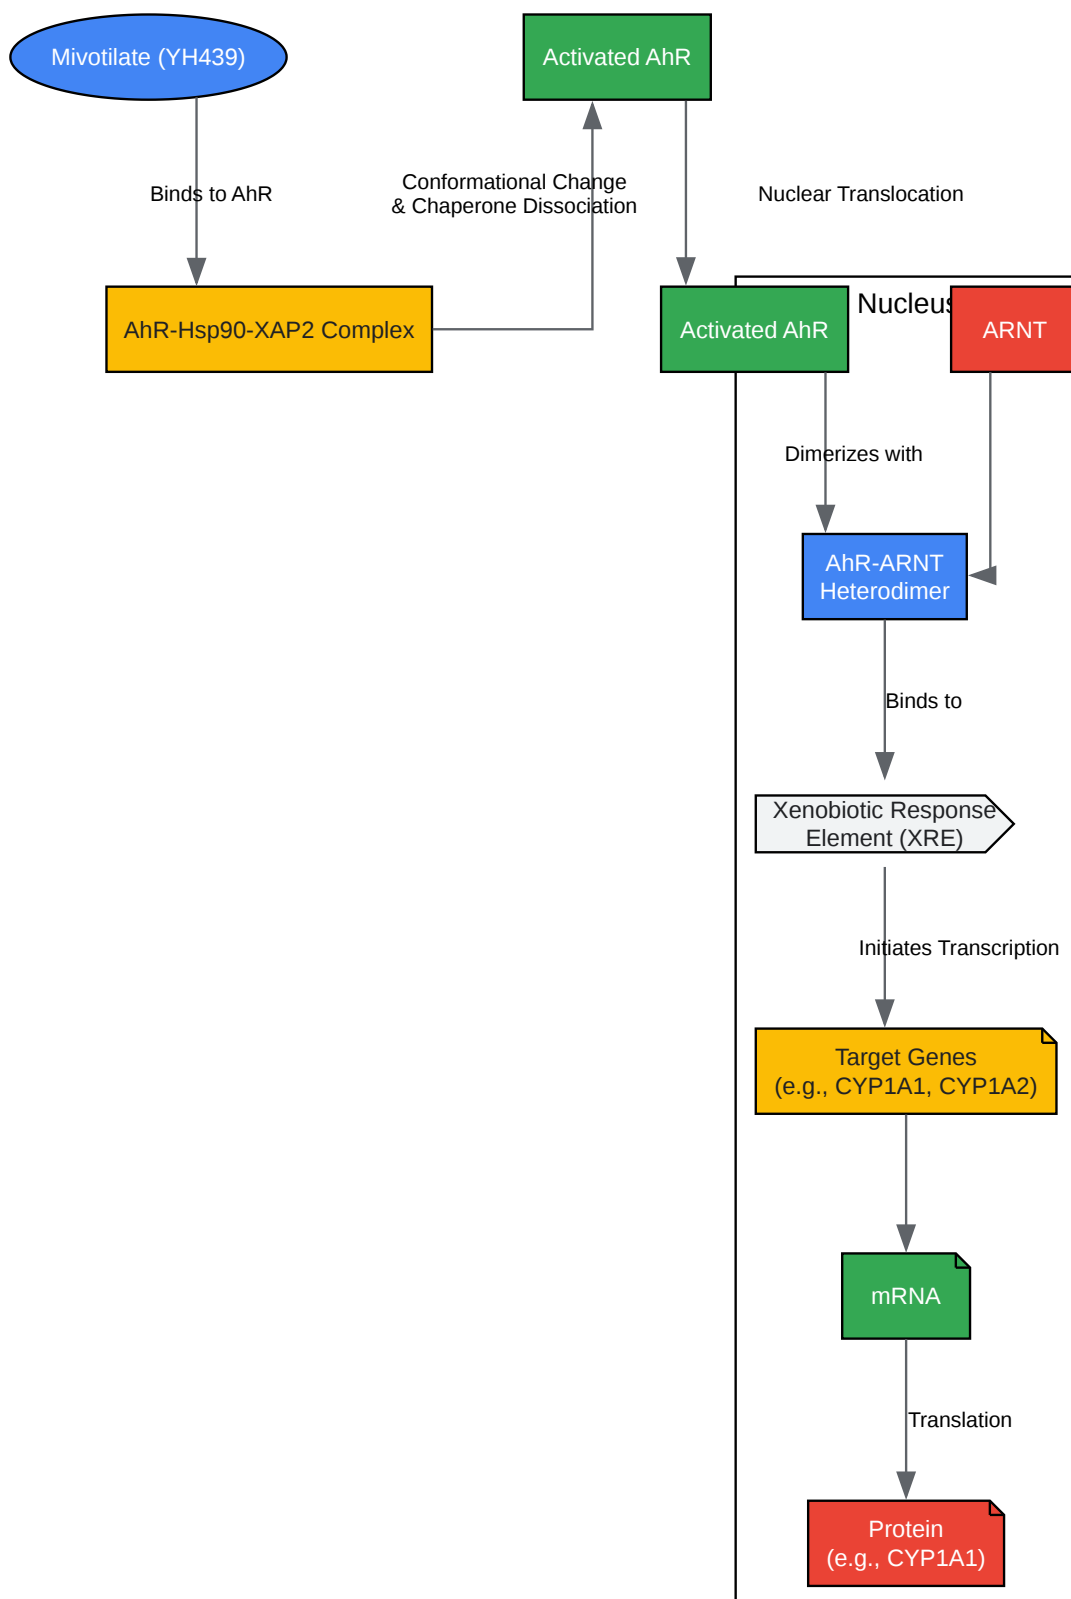 Mivotilate (YH439)
Activated AhR
Binds to AhR
Conformational Change
& Chaperone Dissociation
Nuclear Translocation
AhR-Hsp90-XAP2 Complex
Activated AhR
Nucleus
ARNT
Dimerizes with
AhR-ARNT
Heterodimer
Binds to
Xenobiotic Response
Element (XRE)
Initiates Transcription
Target Genes
(e.g., CYP1A1, CYP1A2)
mRNA
Translation
Protein
(e.g., CYP1A1)